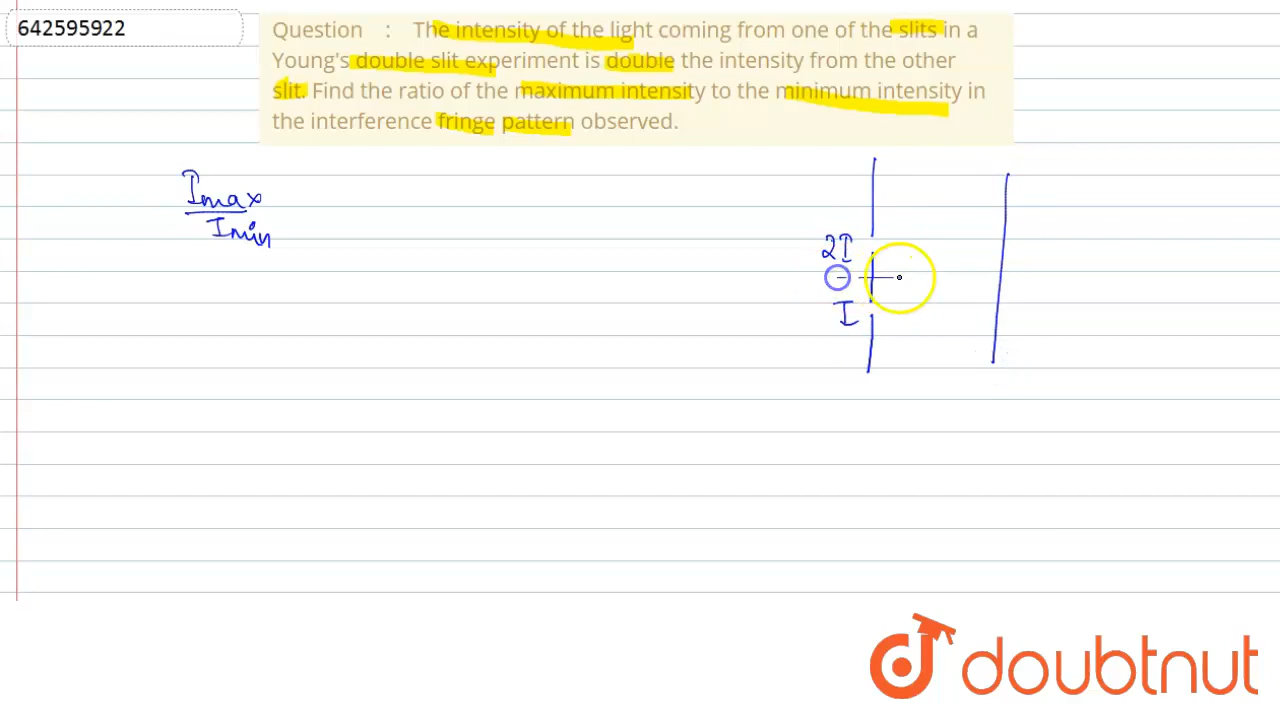 642595922
Question : The intensity of the light coming from one of the slits in a
Young's double slit experiment is double the intensity from the other
slit. Find the ratio of the maximum intensity to the minimum intensity in
the interference fringe pattern observed.
Imax
Imin
2I
I
doubtnut